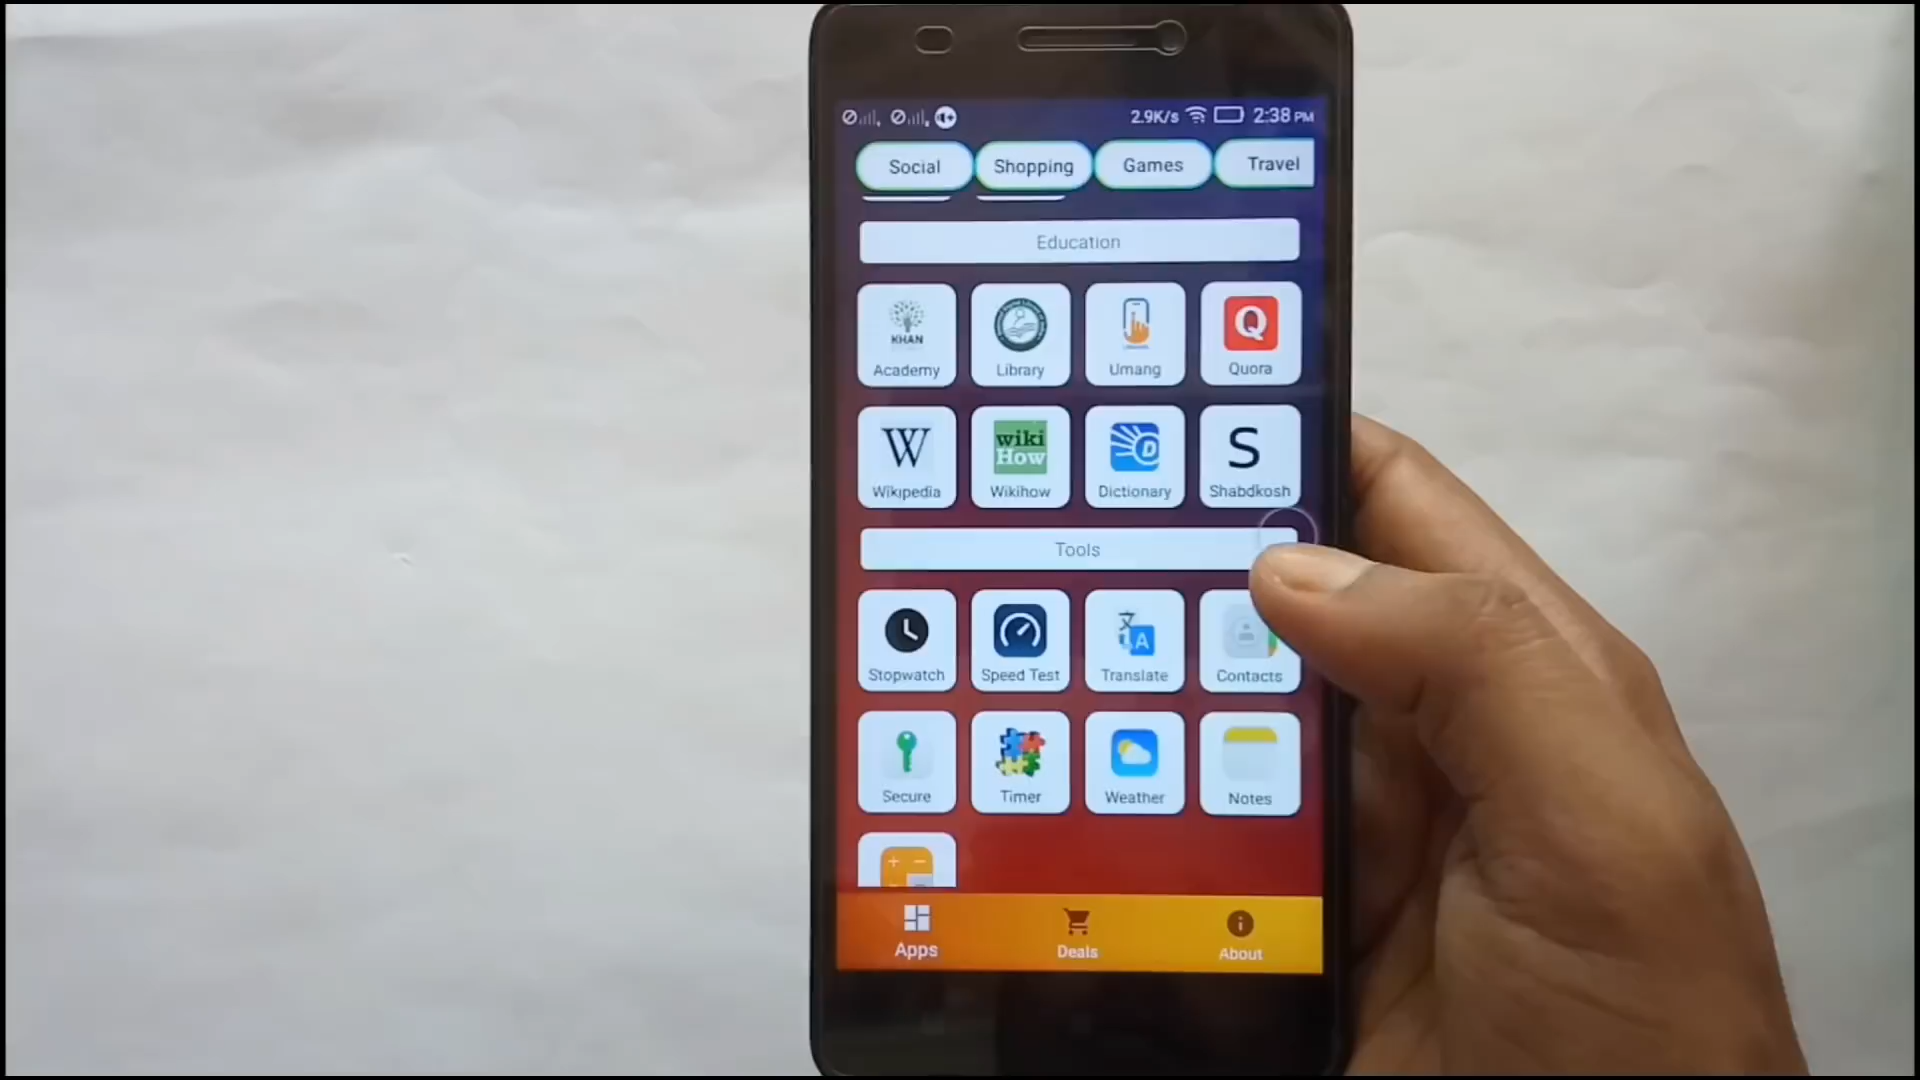 2.9K/s 2:38 PM
Social Shopping Games Travel
Education
KHAN
Academy Library Umang Quora
Q
W wiki How D S
Wikipedia Wikihow Dictionary Shabdkosh
Tools
文 A
Stopwatch Speed Test Translate Contacts
Secure Timer Weather Notes
Apps Deals About